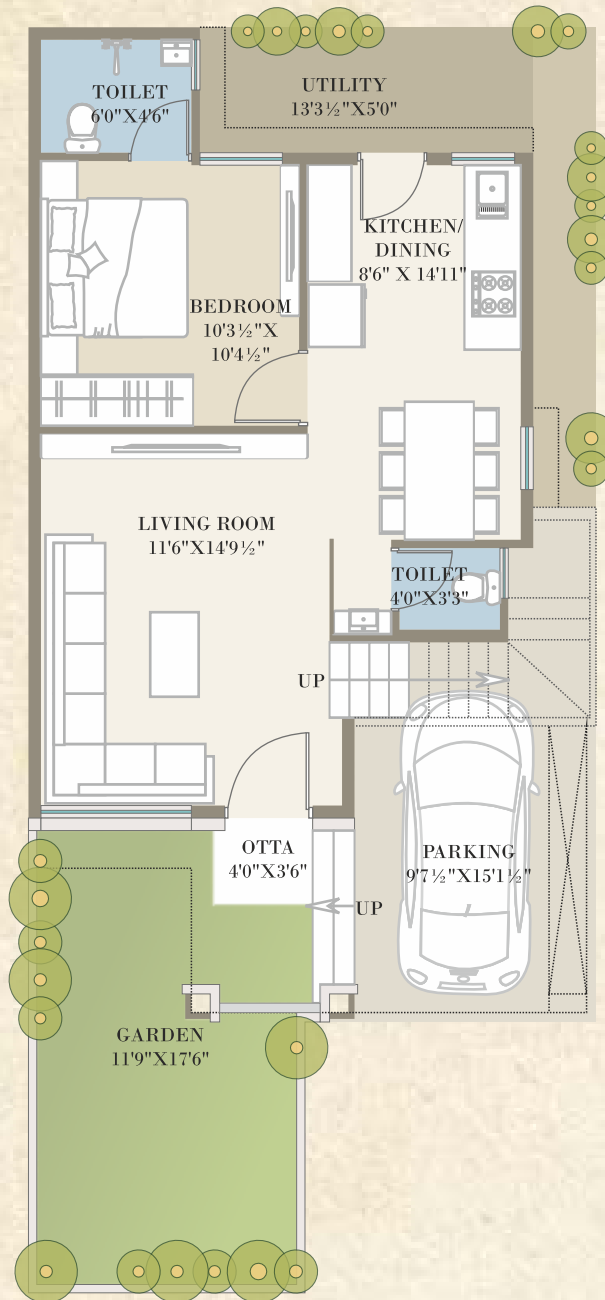 TOILET
6'0"X4'6"
UTILITY
13'3½"X5'0"
KITCHEN/
DINING
8'6" X 14'11"
BEDROOM
10'3½"X
10'4½"
LIVING ROOM
11'6"X14'9½"
TOILET
4'0"X3'3"
UP
OTTA
4'0"X3'6"
PARKING
9'7½"X15'1½"
UP
GARDEN
11'9"X17'6"